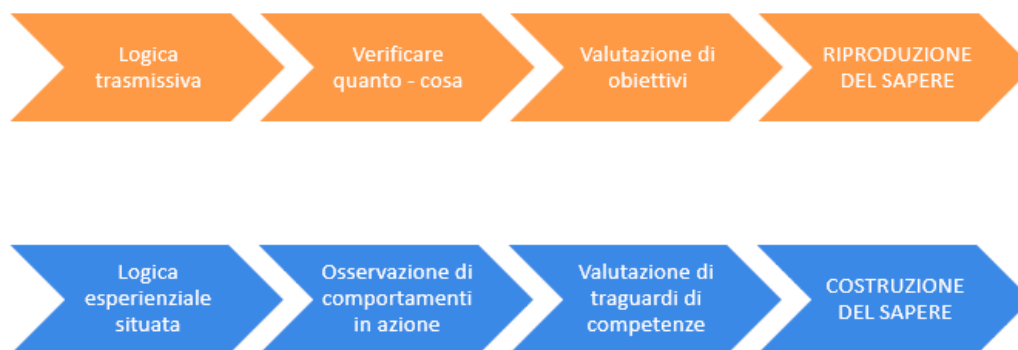 Logica
trasmissiva
Verificare
quanto - cosa
Valutazione di
obiettivi
RIPRODUZIONE
DEL SAPERE
Logica
esperienziale
situata
Osservazione di
comportamenti
in azione
Valutazione di
traguardi di
competenze
COSTRUZIONE
DEL SAPERE